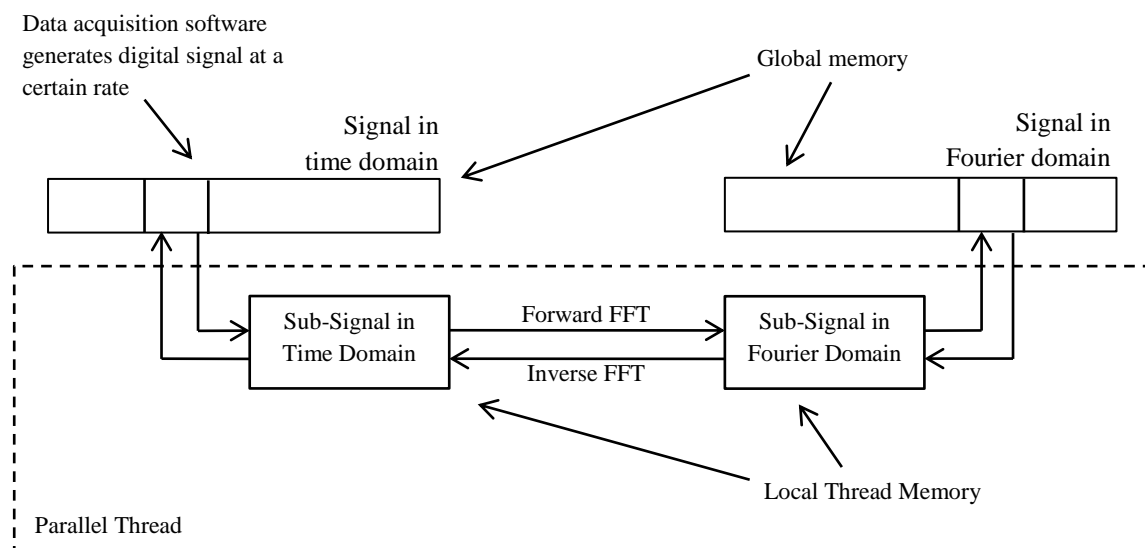 Data acquisition software
generates digital signal at a
certain rate
Global memory
Signal in
time domain
Signal in
Fourier domain
Sub-Signal in
Time Domain
Forward FFT
Inverse FFT
Sub-Signal in
Fourier Domain
Local Thread Memory
Parallel Thread